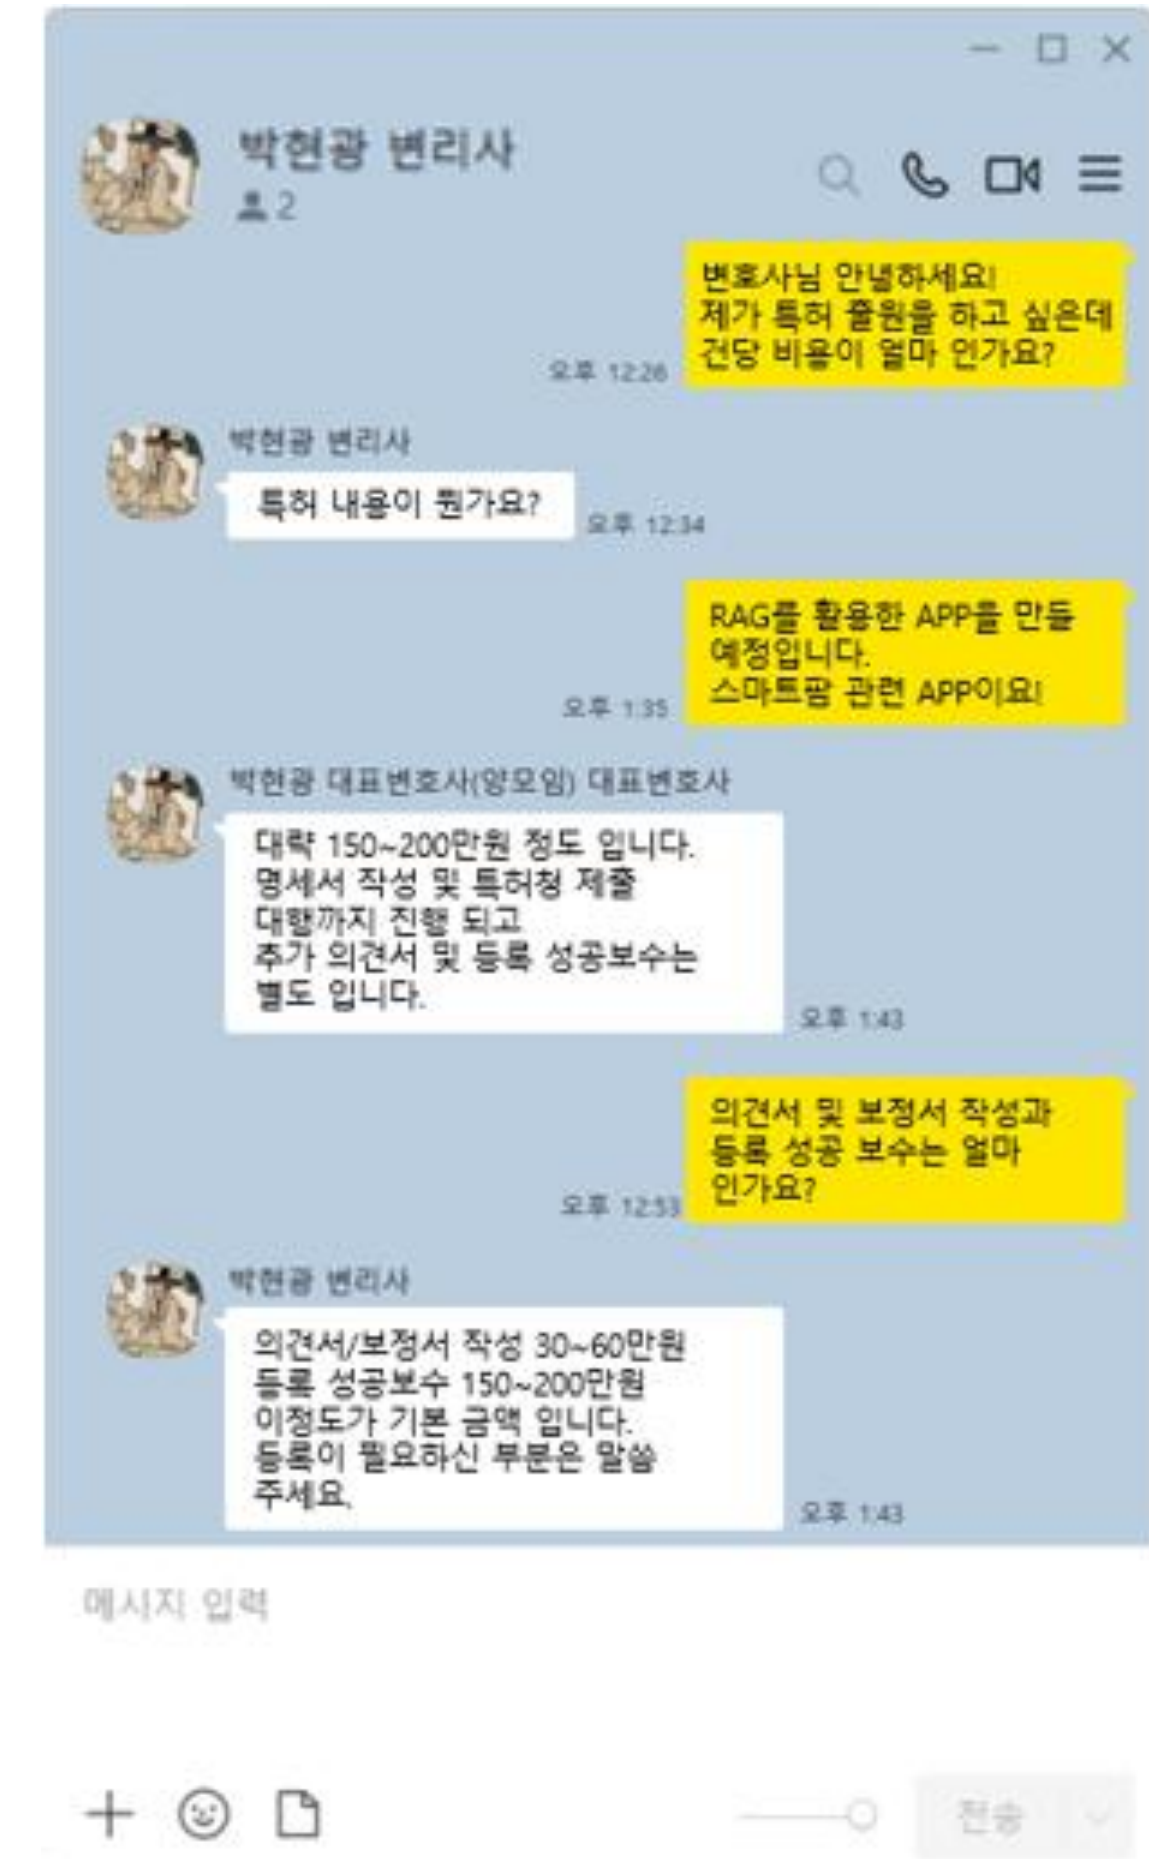 박현광 변리사
2
변호사님 안녕하세요!
제가 특허 출원을 하고 싶은데
건당 비용이 얼마 인가요?
오후 12:26
박현광 변리사
특허 내용이 뭔가요?
오후 12:34
RAG를 활용한 APP을 만들
예정입니다.
스마트팜 관련 APP이요!
오후 1:35
박현광 대표변호사(양모임) 대표변호사
대략 150~200만원 정도 입니다.
명세서 작성 및 특허청 제출
대행까지 진행 되고
추가 의견서 및 등록 성공보수는
별도 입니다.
오후 1:43
의견서 및 보정서 작성과
등록 성공 보수는 얼마
인가요?
오후 12:53
박현광 변리사
의견서/보정서 작성 30~60만원
등록 성공보수 150~200만원
이정도가 기본 금액 입니다.
등록이 필요하신 부분은 말씀
주세요.
오후 1:43
메시지 입력
전송